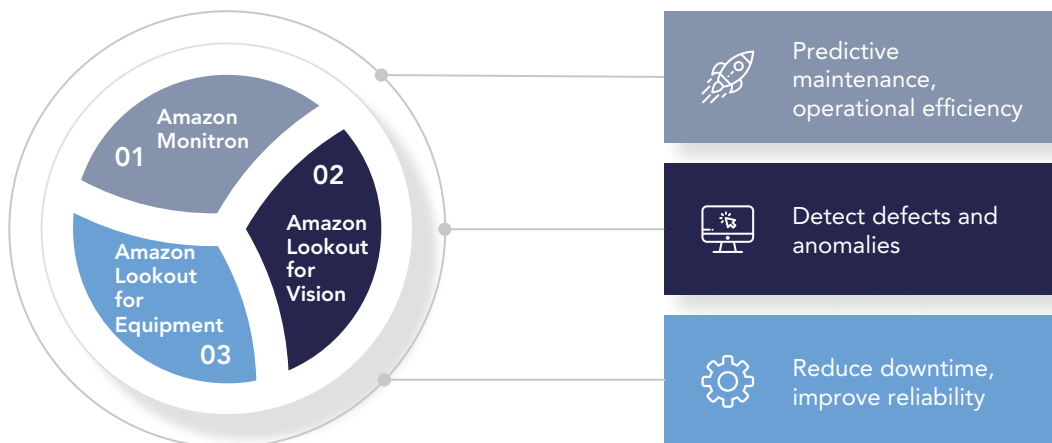 Amazon
Monitron
01
02
Amazon
Lookout
for
Vision
Amazon
Lookout
for
Equipment
03
Predictive
maintenance,
operational efficiency
Detect defects and
anomalies
Reduce downtime,
improve reliability